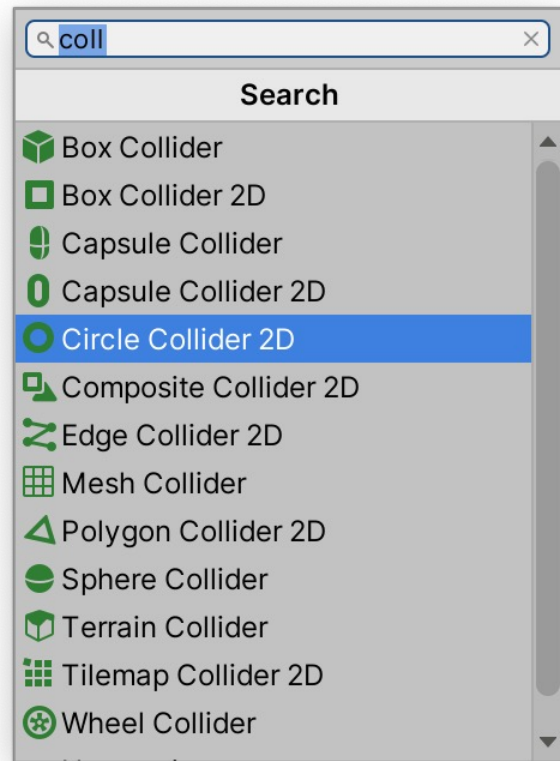 coll
Search
Box Collider
Box Collider 2D
Capsule Collider
Capsule Collider 2D
Circle Collider 2D
Composite Collider 2D
Edge Collider 2D
Mesh Collider
Polygon Collider 2D
Sphere Collider
Terrain Collider
Tilemap Collider 2D
Wheel Collider